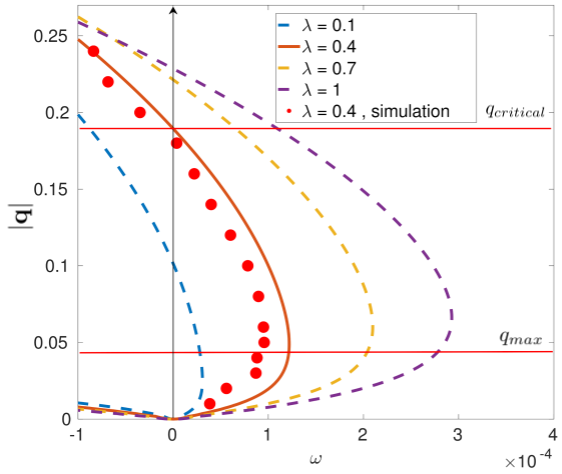 0.25
0.2
0.15
0.1
0.05
0
|q|
λ = 0.1
λ = 0.4
λ = 0.7
λ = 1
λ = 0.4 , simulation
q_critical
q_max
-1 0 1 2 3 4
ω
×10^-4